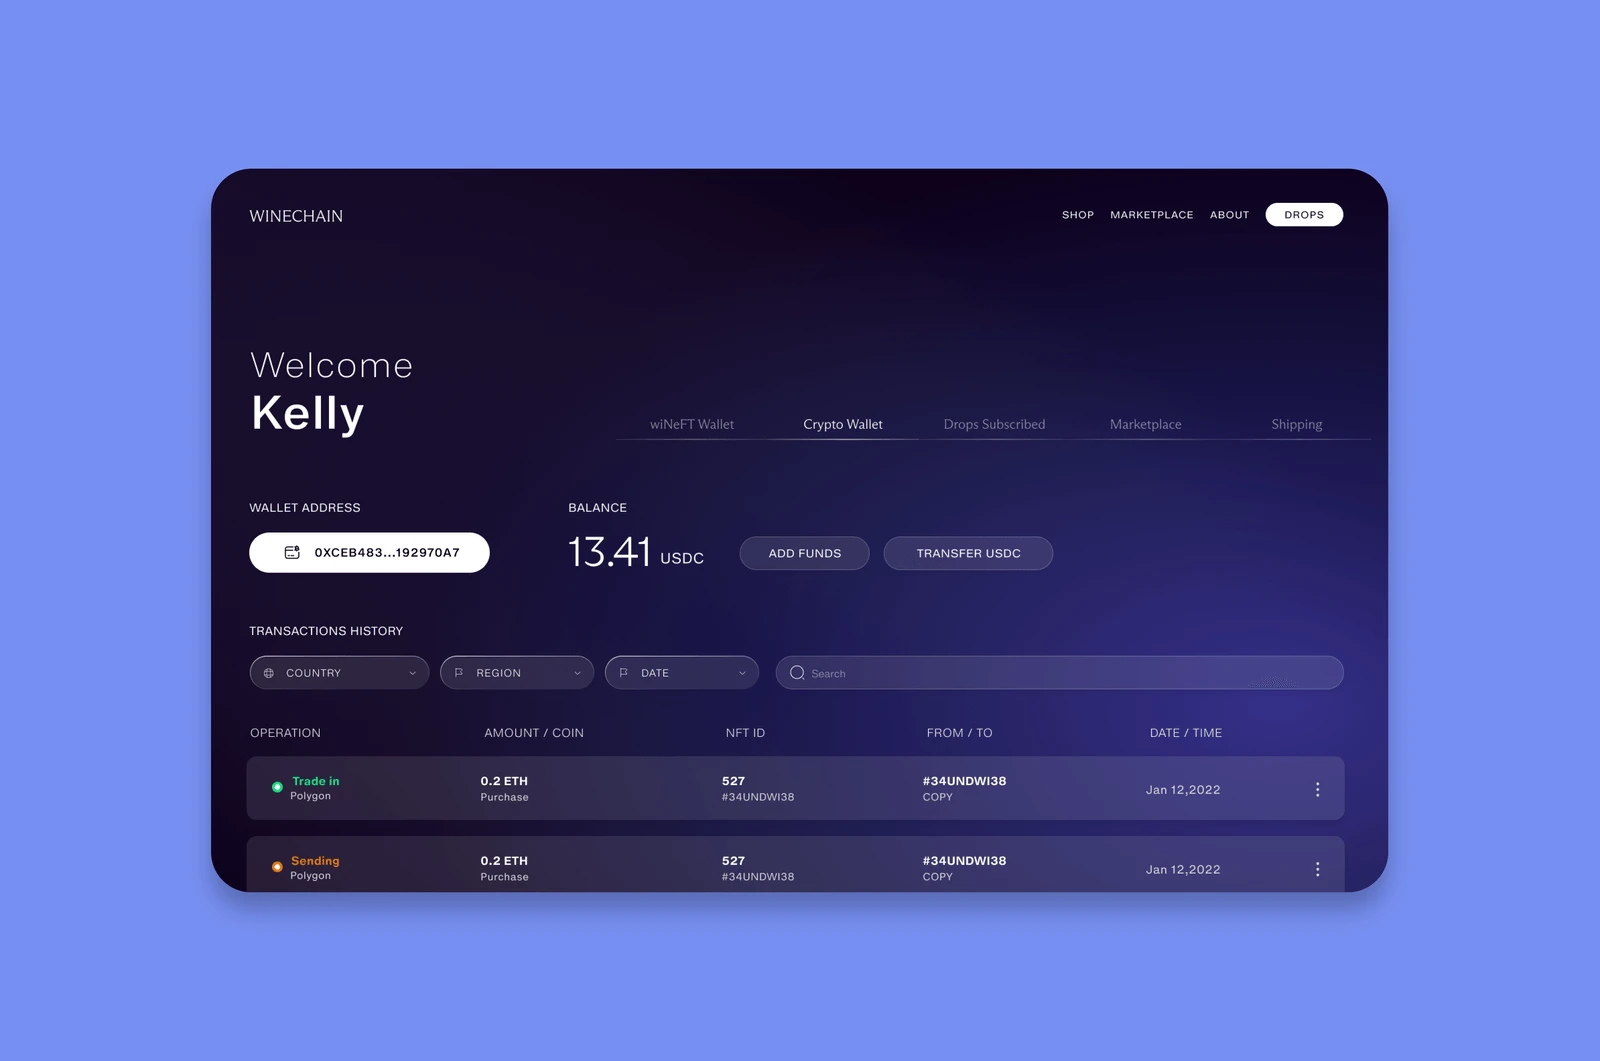 WINECHAIN
SHOP MARKETPLACE ABOUT DROPS
Welcome
Kelly
wiNeFT Wallet Crypto Wallet Drops Subscribed Marketplace Shipping
WALLET ADDRESS BALANCE
0XCEB483...192970A7 13.41 USDC ADD FUNDS TRANSFER USDC
TRANSACTIONS HISTORY
COUNTRY REGION DATE Search
OPERATION AMOUNT / COIN NFT ID FROM / TO DATE / TIME
Trade in 0.2 ETH 527 #34UNDWI38 Jan 12,2022
Polygon Purchase #34UNDWI38 COPY
Sending 0.2 ETH 527 #34UNDWI38 Jan 12,2022
Polygon Purchase #34UNDWI38 COPY